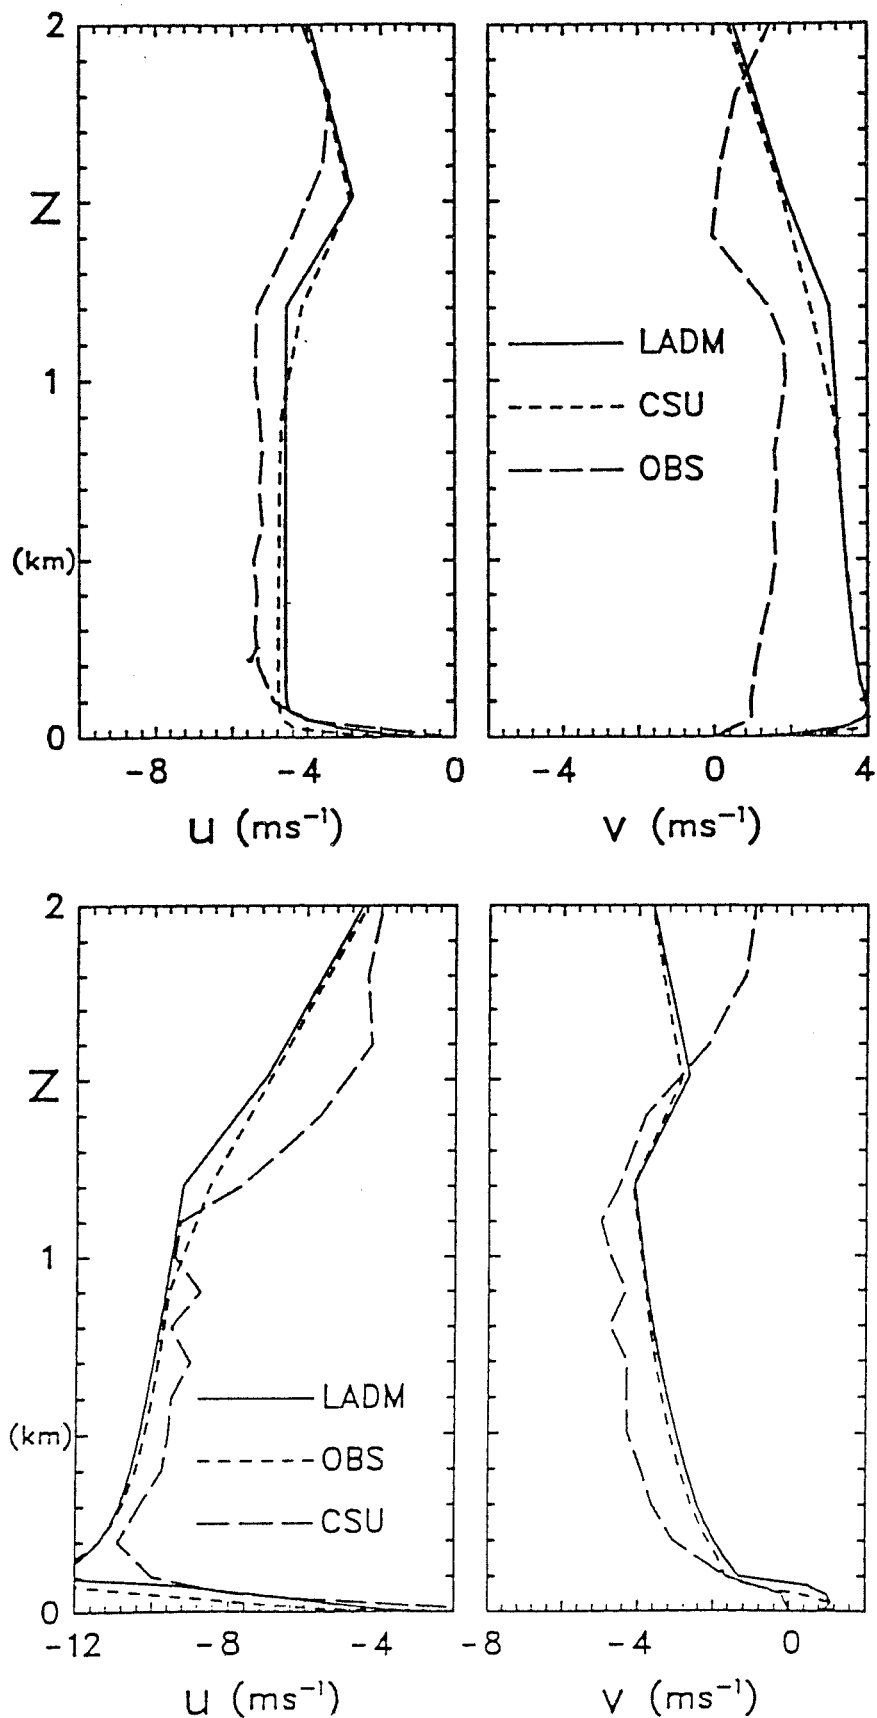 2
Z
1
(km)
0
-8 -4 0 -4 0 4
u (ms⁻¹) v (ms⁻¹)
LADM
CSU
OBS
2
Z
1
(km)
0
-12 -8 -4 -8 -4 0
u (ms⁻¹) v (ms⁻¹)
LADM
OBS
CSU